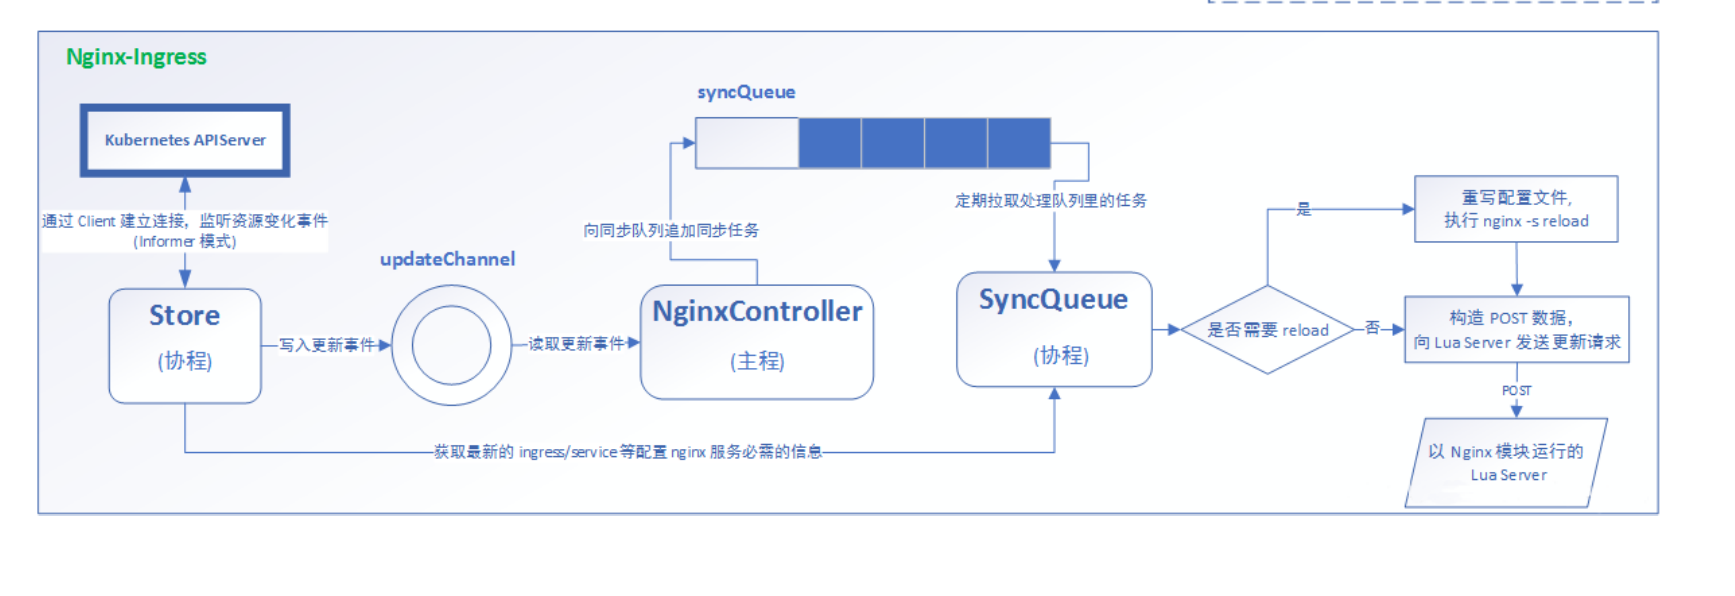 Nginx-Ingress
syncQueue
Kubernetes APIServer
定期拉取处理队列里的任务
重写配置文件,
执行 nginx -s reload
是
通过 Client 建立连接，监听资源变化事件
(Informer 模式)
向同步队列追加同步任务
updateChannel
Store
(协程)
写入更新事件
读取更新事件
NginxController
(主程)
SyncQueue
(协程)
是否需要 reload
否
构造 POST 数据，
向 Lua Server 发送更新请求
POST
获取最新的 ingress/service 等配置 nginx 服务必需的信息
以 Nginx 模块运行的
Lua Server